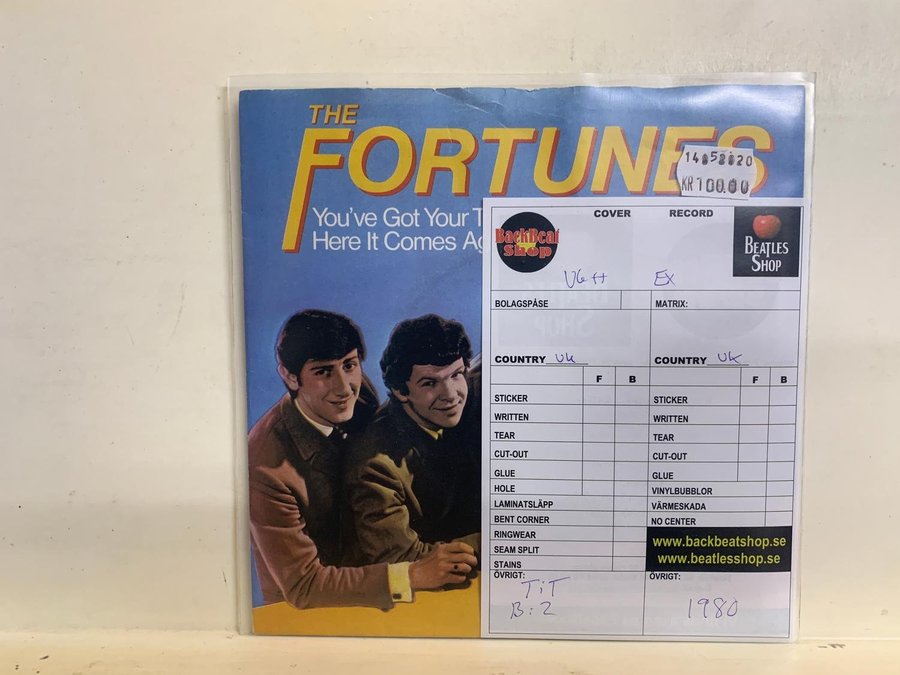 THE
FORTUNES
14 05 2020
KR 100.00
You've Got Your T
Here It Comes Ag
COVER RECORD
BackBeat
Shop
BEATLES
SHOP
VG++ EX
BOLAGSPÅSE MATRIX:
COUNTRY UK COUNTRY UK
F B F B
STICKER STICKER
WRITTEN WRITTEN
TEAR TEAR
CUT-OUT CUT-OUT
GLUE GLUE
HOLE VINYLBUBBLOR
LAMINATSLÄPP VÄRMESKADA
BENT CORNER NO CENTER
RINGWEAR
SEAM SPLIT
STAINS
www.backbeatshop.se
www.beatlesshop.se
ÖVRIGT: ÖVRIGT:
TiT
B:2
1980